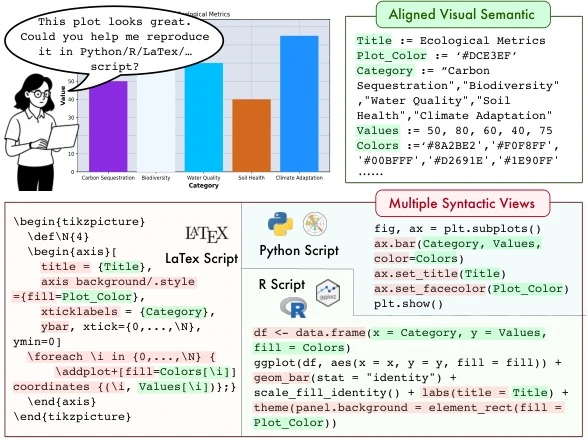 This plot looks great.
Could you help me reproduce
it in Python/R/LaTex/…
script?
ological Metrics
50
Value
Carbon Sequestration
Biodiversity
Water Quality
Soil Health
Climate Adaptation
Category
Aligned Visual Semantic
Title := Ecological Metrics
Plot_Color := ‘#DCE3EF’
Category := “Carbon
Sequestration","Biodiversity"
,"Water Quality","Soil
Health","Climate Adaptation"
Values := 50, 80, 60, 40, 75
Colors :=‘#8A2BE2','#F0F8FF',
'#00BFFF','#D2691E','#1E90FF'
......
Multiple Syntactic Views
\begin{tikzpicture}
\def\N{4}
\begin{axis}[
title = {Title},
axis background/.style
={fill=Plot_Color},
xticklabels = {Category},
ybar, xtick={0,...,\N},
ymin=0]
\foreach \i in {0,...,\N} {
\addplot+[fill=Colors[\i]]
coordinates {(\i, Values[\i])};}
\end{axis}
\end{tikzpicture}
LATEX
LaTex Script
Python Script
fig, ax = plt.subplots()
ax.bar(Category, Values,
color=Colors)
ax.set_title(Title)
ax.set_facecolor(Plot_Color)
plt.show()
R Script
R
ggplot2
df <- data.frame(x = Category, y = Values,
fill = Colors)
ggplot(df, aes(x = x, y = y, fill = fill)) +
geom_bar(stat = "identity") +
scale_fill_identity() + labs(title = Title) +
theme(panel.background = element_rect(fill =
Plot_Color))